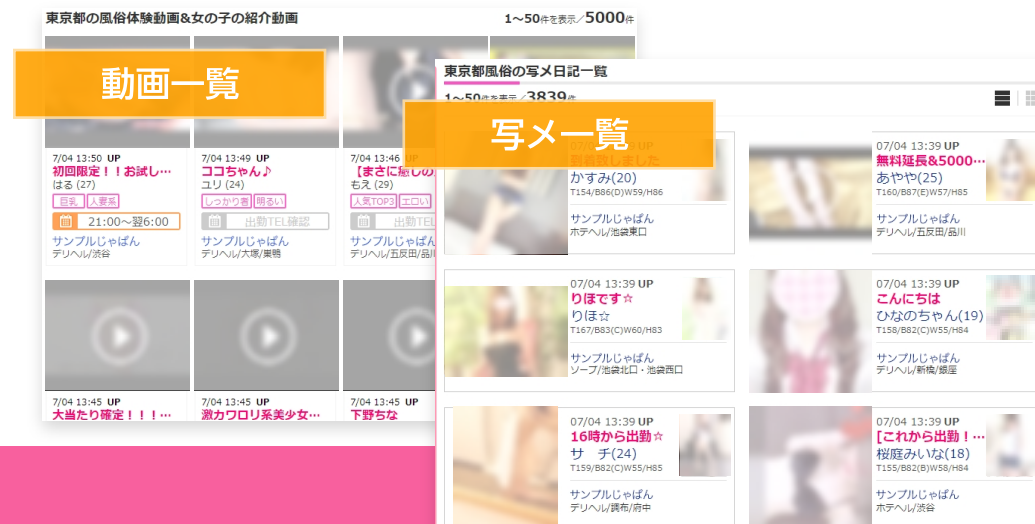 東京都の風俗体験動画&女の子の紹介動画
1～50件を表示／5000件
動画一覧
7/04 13:50 UP
初回限定！！お試し…
はる (27)
巨乳 人妻系
21:00～翌6:00
サンプルじゃぱん
デリヘル/渋谷
7/04 13:49 UP
ココちゃん♪
ユリ (24)
しっかり者 明るい
出勤TEL確認
サンプルじゃぱん
デリヘル/大塚/巣鴨
7/04 13:46 UP
【まさに癒しの
もえ (29)
人気TOP3 エロい
出勤TEL
サンプルじゃぱん
デリヘル/五反田/品川
7/04 13:45 UP
大当たり確定！！！…
7/04 13:45 UP
激カワロリ系美少女…
7/04 13:45 UP
下野ちな
東京都風俗の写メ日記一覧
1～50件を表示／3839件
写メ一覧
07/04 13:39 UP
到着致しました
かすみ(20)
T154/B86(D)W59/H86
サンプルじゃぱん
ホテヘル/池袋東口
07/04 13:39 UP
無料延長&5000…
あやや(25)
T160/B87(E)W57/H85
サンプルじゃぱん
デリヘル/五反田/品川
07/04 13:39 UP
りほです☆
りほ☆
T167/B83(C)W60/H83
サンプルじゃぱん
ソープ/池袋北口・池袋西口
07/04 13:39 UP
こんにちは
ひなのちゃん(19)
T158/B82(C)W55/H84
サンプルじゃぱん
デリヘル/新橋/銀座
07/04 13:39 UP
16時から出勤☆
サ　チ(24)
T159/B82(C)W55/H85
サンプルじゃぱん
デリヘル/調布/府中
07/04 13:39 UP
[これから出勤！…
桜庭みいな(18)
T155/B82(B)W58/H84
サンプルじゃぱん
ホテヘル/渋谷